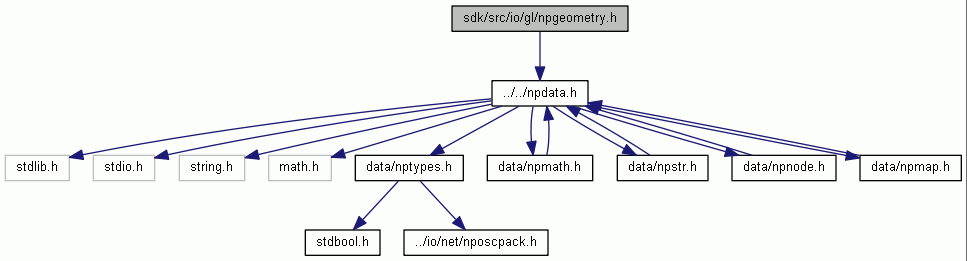 sdk/src/io/gl/npgeometry.h
../../npdata.h
stdlib.h
stdio.h
string.h
math.h
data/nptypes.h
data/npmath.h
data/npstr.h
data/npnode.h
data/npmap.h
stdbool.h
../io/net/nposcpack.h